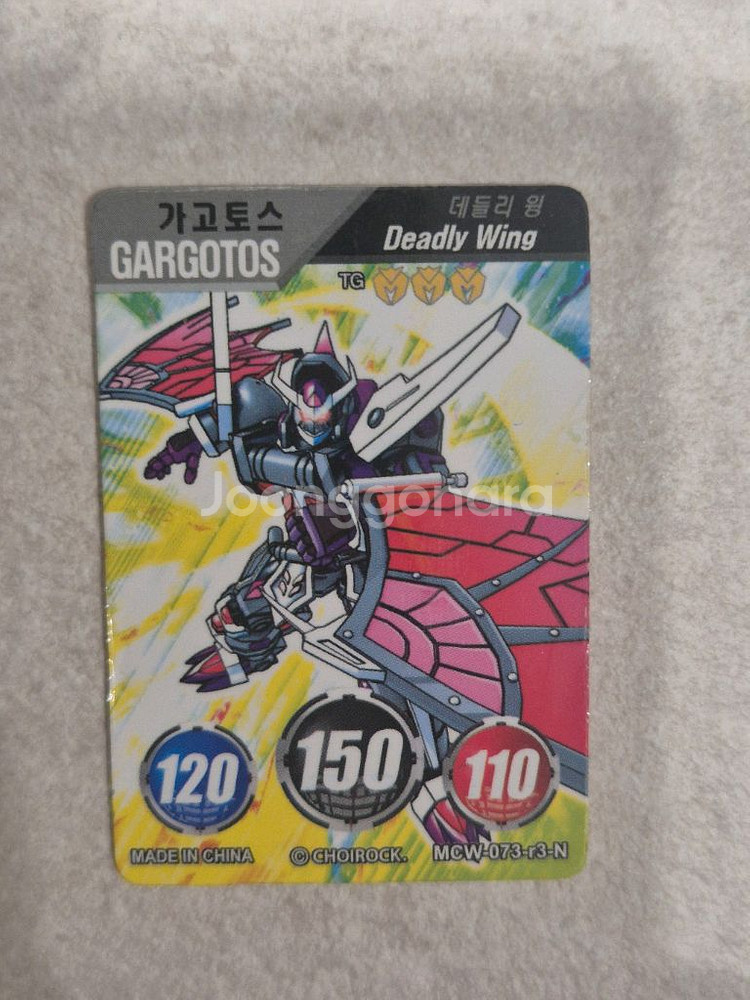 가고토스
GARGOTOS
데들리 윙
Deadly Wing
TG
Joonggonara
120
150
110
MADE IN CHINA
© CHOIROCK.
MCW-073-r3-N